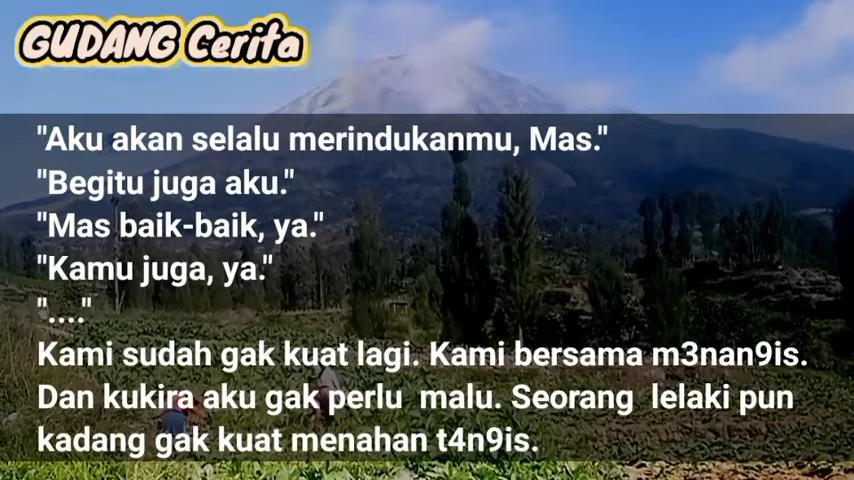 GUDANG Cerita
"Aku akan selalu merindukanmu, Mas."
"Begitu juga aku."
"Mas baik-baik, ya."
"Kamu juga, ya."
"...."
Kami sudah gak kuat lagi. Kami bersama m3nan9is.
Dan kukira aku gak perlu  malu. Seorang  lelaki pun
kadang gak kuat menahan t4n9is.